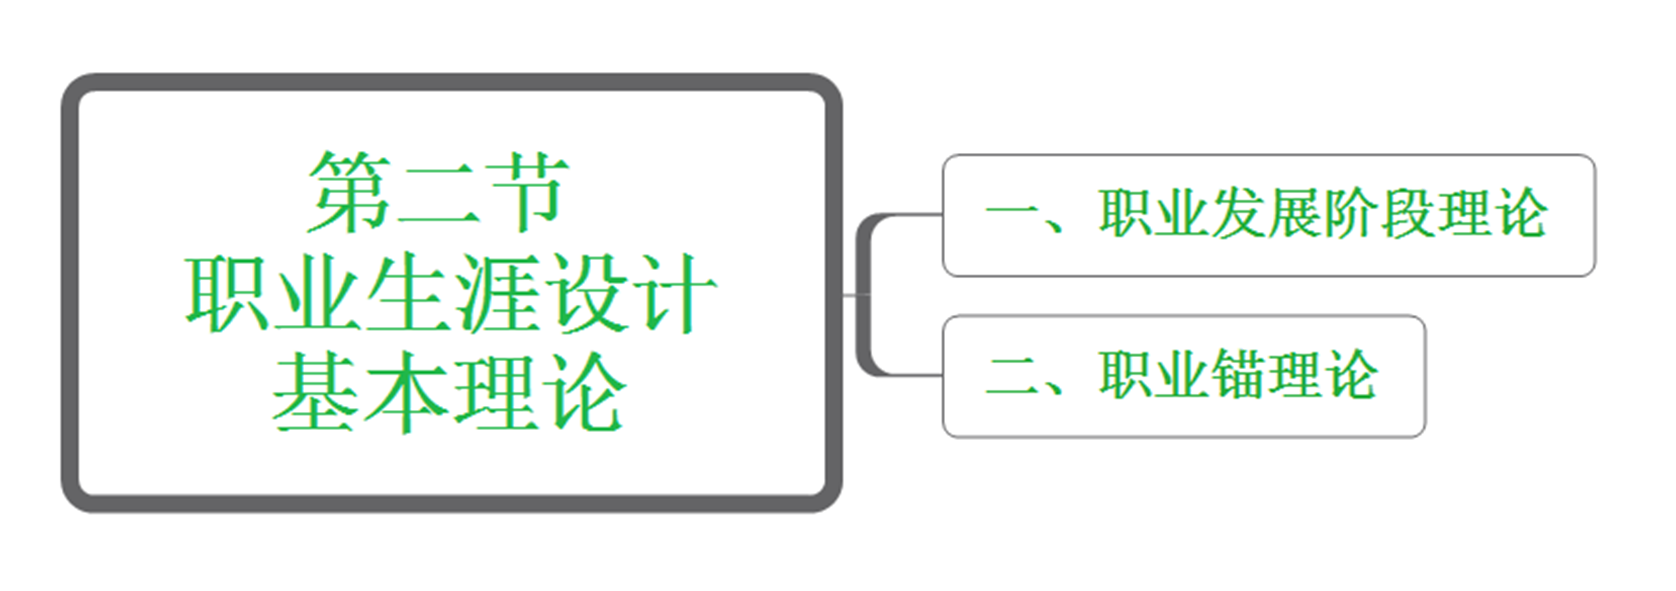 第二节
职业生涯设计
基本理论
一、职业发展阶段理论
二、职业锚理论